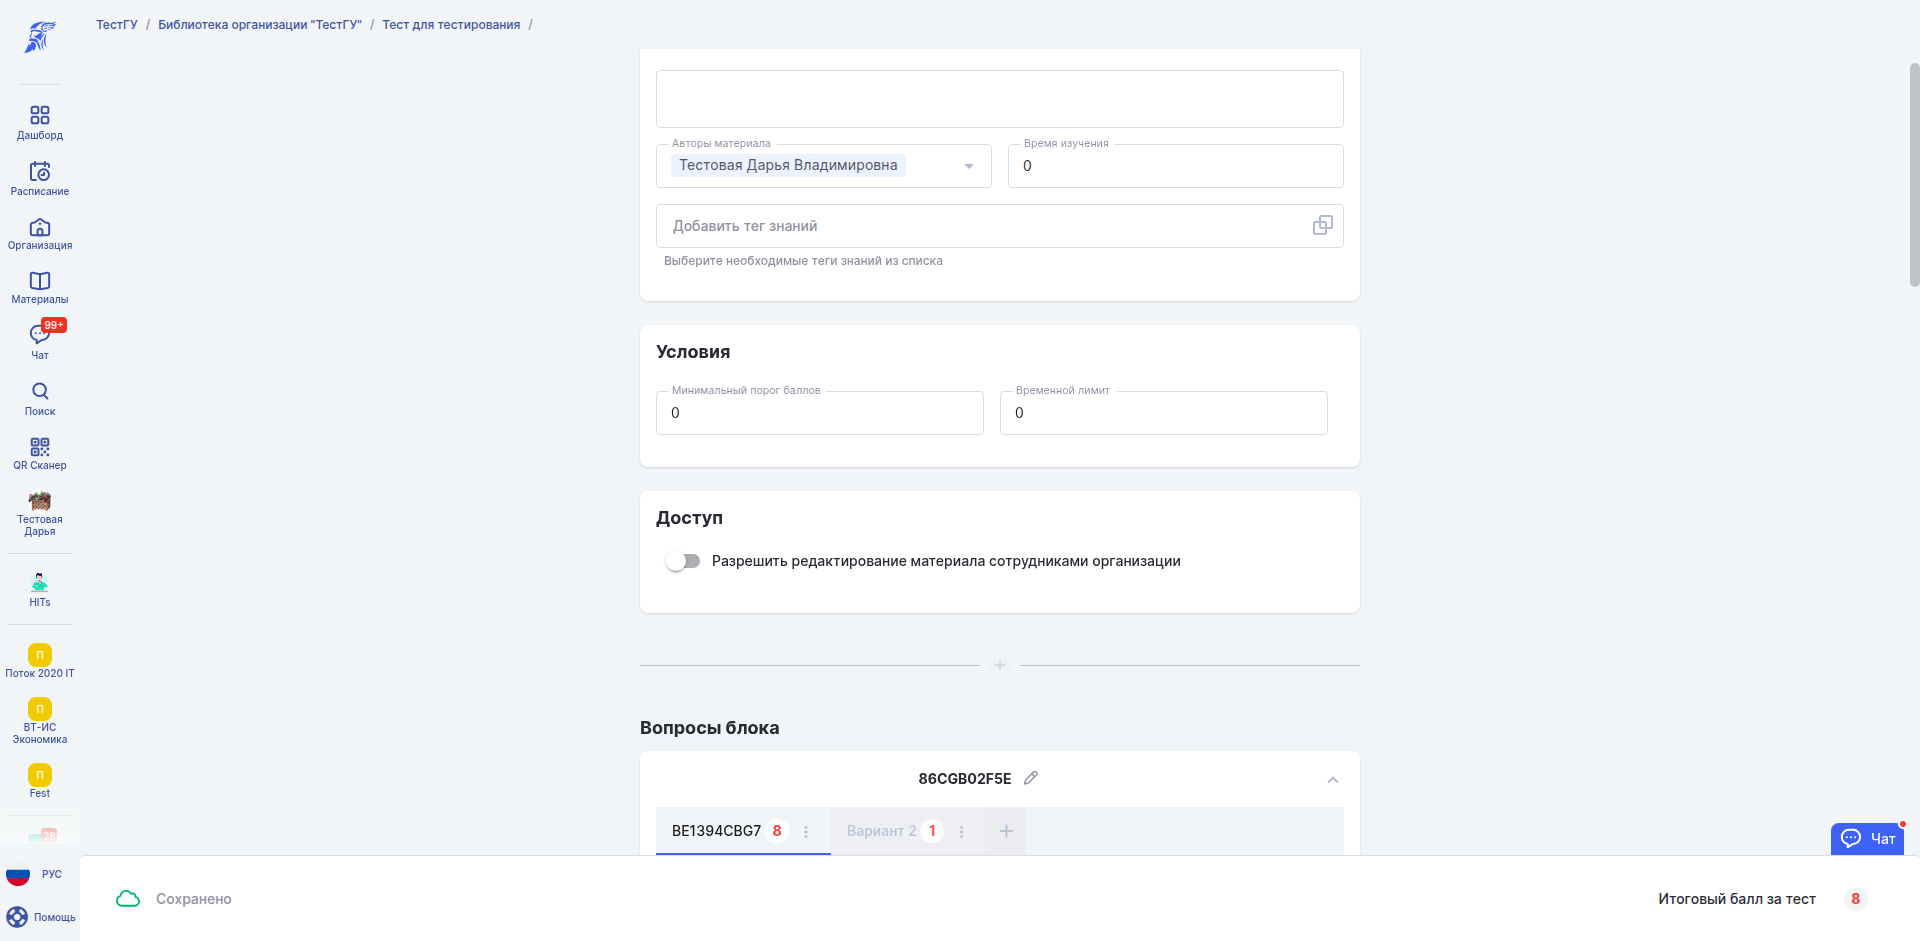 ТестГУ / Библиотека организации "ТестГУ" / Тест для тестирования /
Дашборд
Расписание
Организация
Материалы
99+
Чат
Поиск
QR Сканер
Тестовая
Дарья
HITs
П
Поток 2020 IT
П
ВТ-ИС
Экономика
П
Fest
28
РУС
Помощь
Авторы материала
Тестовая Дарья Владимировна
Время изучения
0
Добавить тег знаний
Выберите необходимые теги знаний из списка
Условия
Минимальный порог баллов
0
Временной лимит
0
Доступ
Разрешить редактирование материала сотрудниками организации
Вопросы блока
86CGB02F5E
BE1394CBG7 8
Вариант 2 1
Чат
Сохранено
Итоговый балл за тест 8